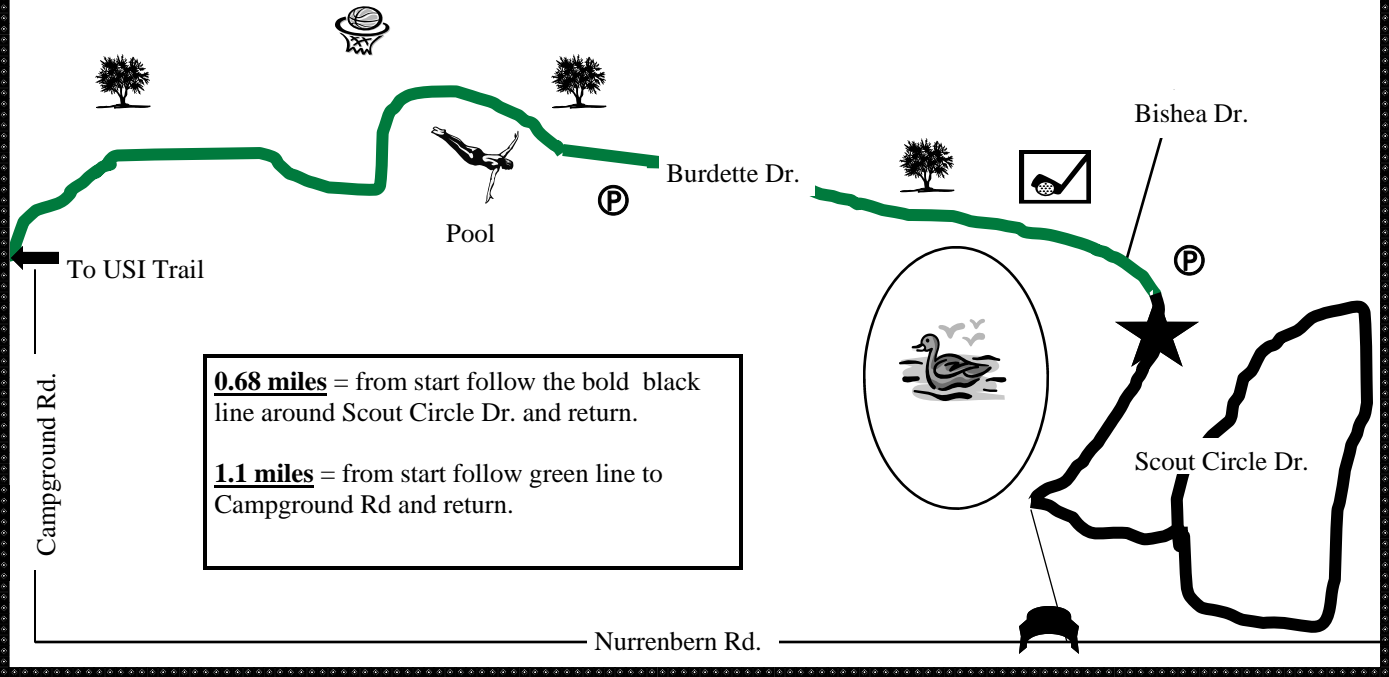 Bishea Dr.
Burdette Dr.
P
Pool
P
To USI Trail
Campground Rd.
0.68 miles = from start follow the bold black
line around Scout Circle Dr. and return.
1.1 miles = from start follow green line to
Campground Rd and return.
Scout Circle Dr.
Nurrenbern Rd.